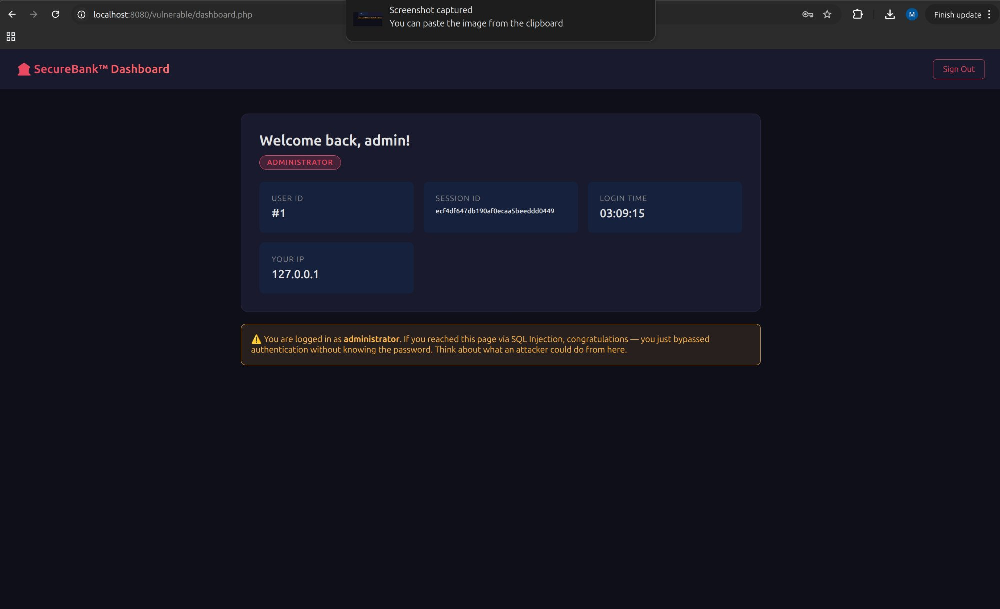 localhost:8080/vulnerable/dashboard.php
Screenshot captured
You can paste the image from the clipboard
M
Finish update
SecureBank™ Dashboard
Sign Out
Welcome back, admin!
ADMINISTRATOR
USER ID
#1
SESSION ID
ecf4df647db190af0ecaa5beeddd0449
LOGIN TIME
03:09:15
YOUR IP
127.0.0.1
⚠️ You are logged in as administrator. If you reached this page via SQL Injection, congratulations — you just bypassed
authentication without knowing the password. Think about what an attacker could do from here.